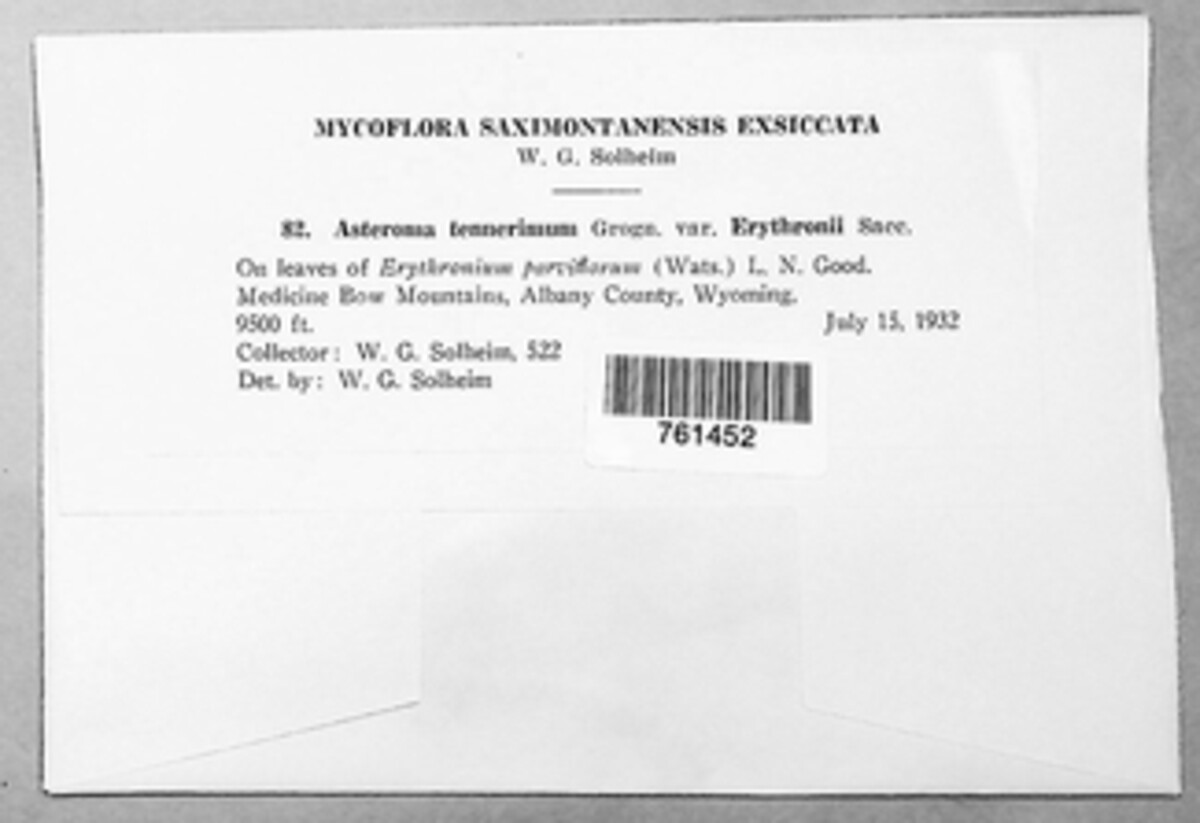 MYCOFLORA SAXIMONTANENSIS EXSICCATA
W. G. Solheim
82. Asteroma tennerimum Grogn. var. Erythronii Sacc.
On leaves of Erythronium parviflorum (Wats.) L. N. Good.
Medicine Bow Mountains, Albany County, Wyoming.
9500 ft. July 15, 1932
Collector: W. G. Solheim, 522
Det. by: W. G. Solheim
761452